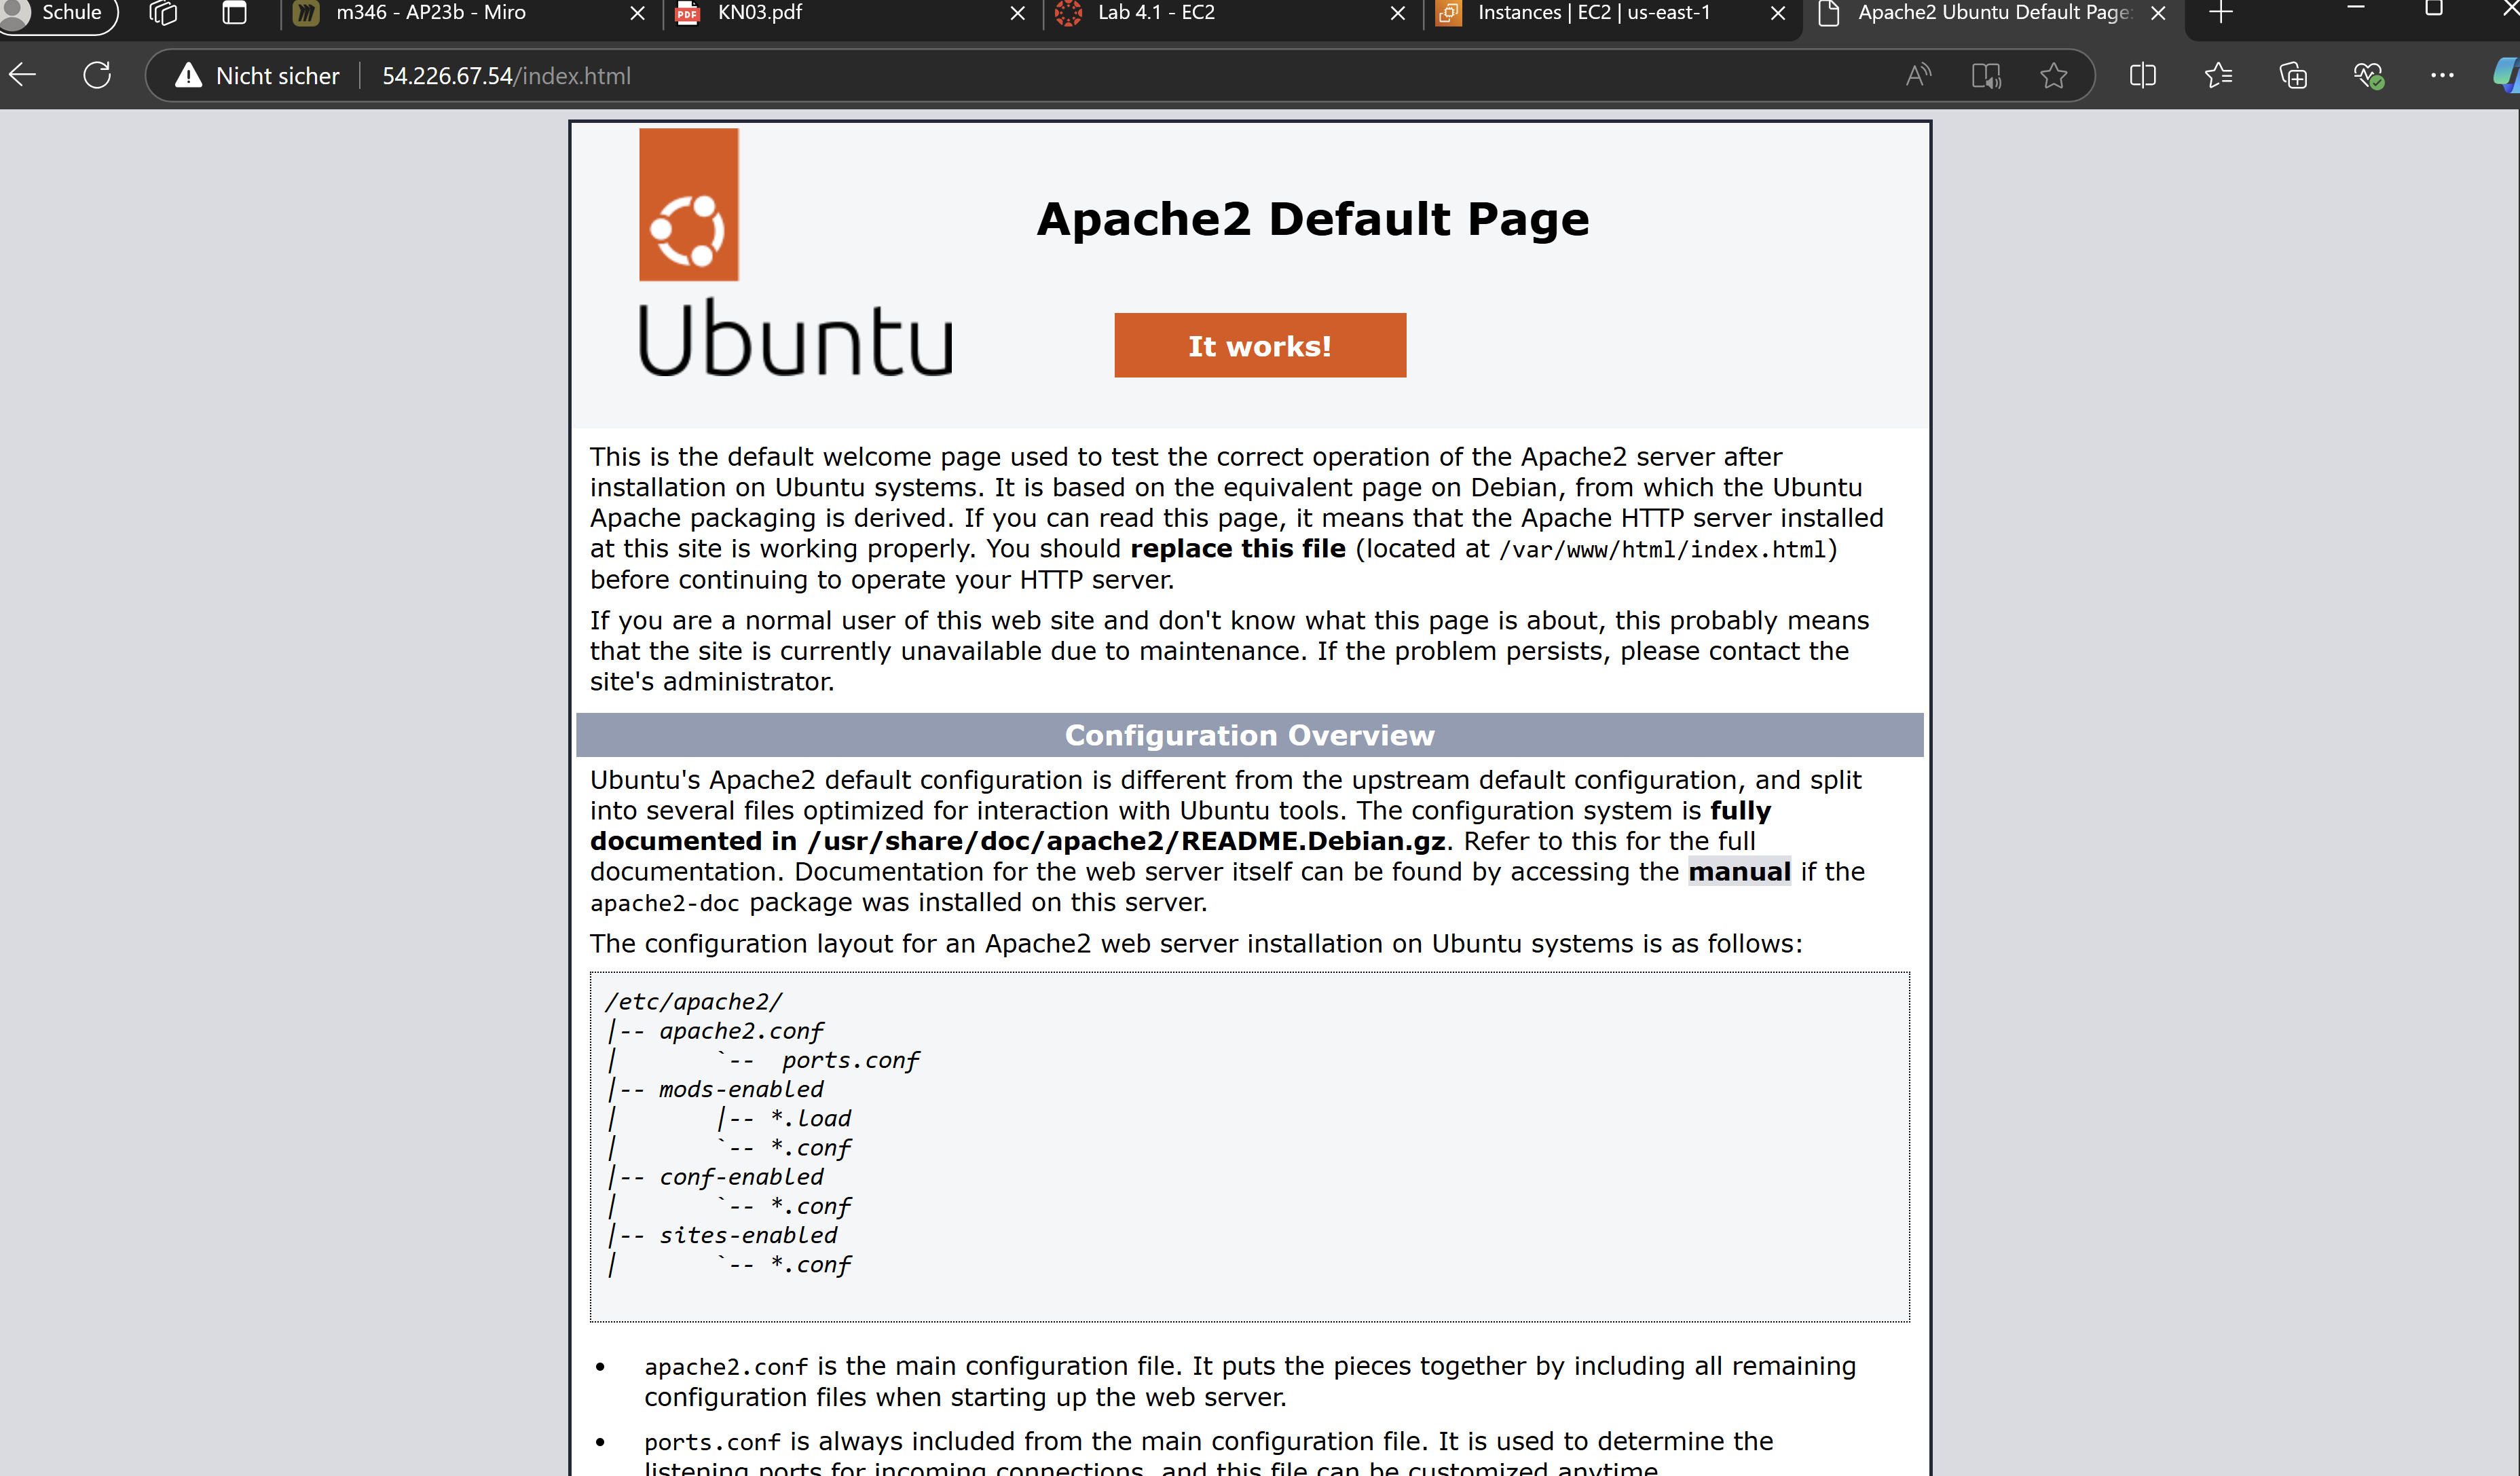 Schule
m346 - AP23b - Miro
PDF
KN03.pdf
Lab 4.1 - EC2
Instances | EC2 | us-east-1
Apache2 Ubuntu Default Page:
Nicht sicher
54.226.67.54/index.html
Ubuntu
Apache2 Default Page
It works!
This is the default welcome page used to test the correct operation of the Apache2 server after
installation on Ubuntu systems. It is based on the equivalent page on Debian, from which the Ubuntu
Apache packaging is derived. If you can read this page, it means that the Apache HTTP server installed
at this site is working properly. You should replace this file (located at /var/www/html/index.html)
before continuing to operate your HTTP server.
If you are a normal user of this web site and don't know what this page is about, this probably means
that the site is currently unavailable due to maintenance. If the problem persists, please contact the
site's administrator.
Configuration Overview
Ubuntu's Apache2 default configuration is different from the upstream default configuration, and split
into several files optimized for interaction with Ubuntu tools. The configuration system is fully
documented in /usr/share/doc/apache2/README.Debian.gz. Refer to this for the full
documentation. Documentation for the web server itself can be found by accessing the manual if the
apache2-doc package was installed on this server.
The configuration layout for an Apache2 web server installation on Ubuntu systems is as follows:
/etc/apache2/
|-- apache2.conf
|       `--  ports.conf
|-- mods-enabled
|       |-- *.load
|       `-- *.conf
|-- conf-enabled
|       `-- *.conf
|-- sites-enabled
|       `-- *.conf
• apache2.conf is the main configuration file. It puts the pieces together by including all remaining
configuration files when starting up the web server.
• ports.conf is always included from the main configuration file. It is used to determine the
listening ports for incoming connections, and this file can be customized anytime.